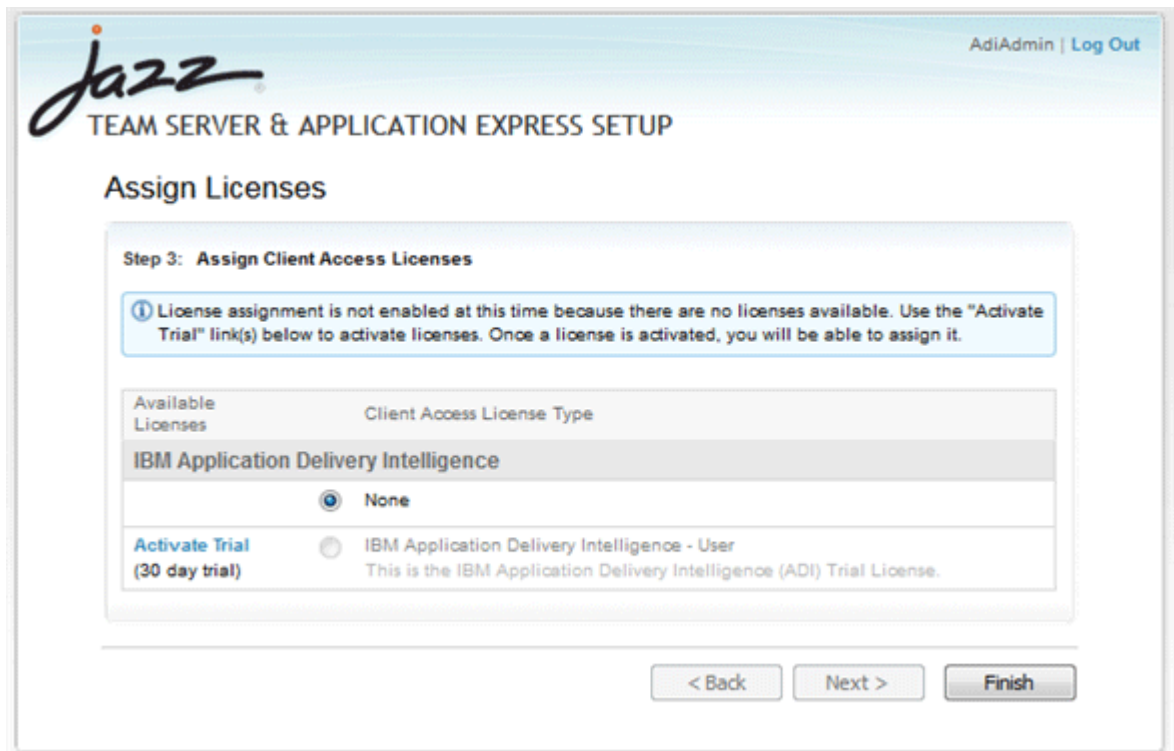 AdiAdmin | Log Out
jazz
TEAM SERVER & APPLICATION EXPRESS SETUP
Assign Licenses
Step 3: Assign Client Access Licenses
License assignment is not enabled at this time because there are no licenses available. Use the "Activate
Trial" link(s) below to activate licenses. Once a license is activated, you will be able to assign it.
Available
Licenses
Client Access License Type
IBM Application Delivery Intelligence
None
Activate Trial
(30 day trial)
IBM Application Delivery Intelligence - User
This is the IBM Application Delivery Intelligence (ADI) Trial License.
< Back
Next >
Finish